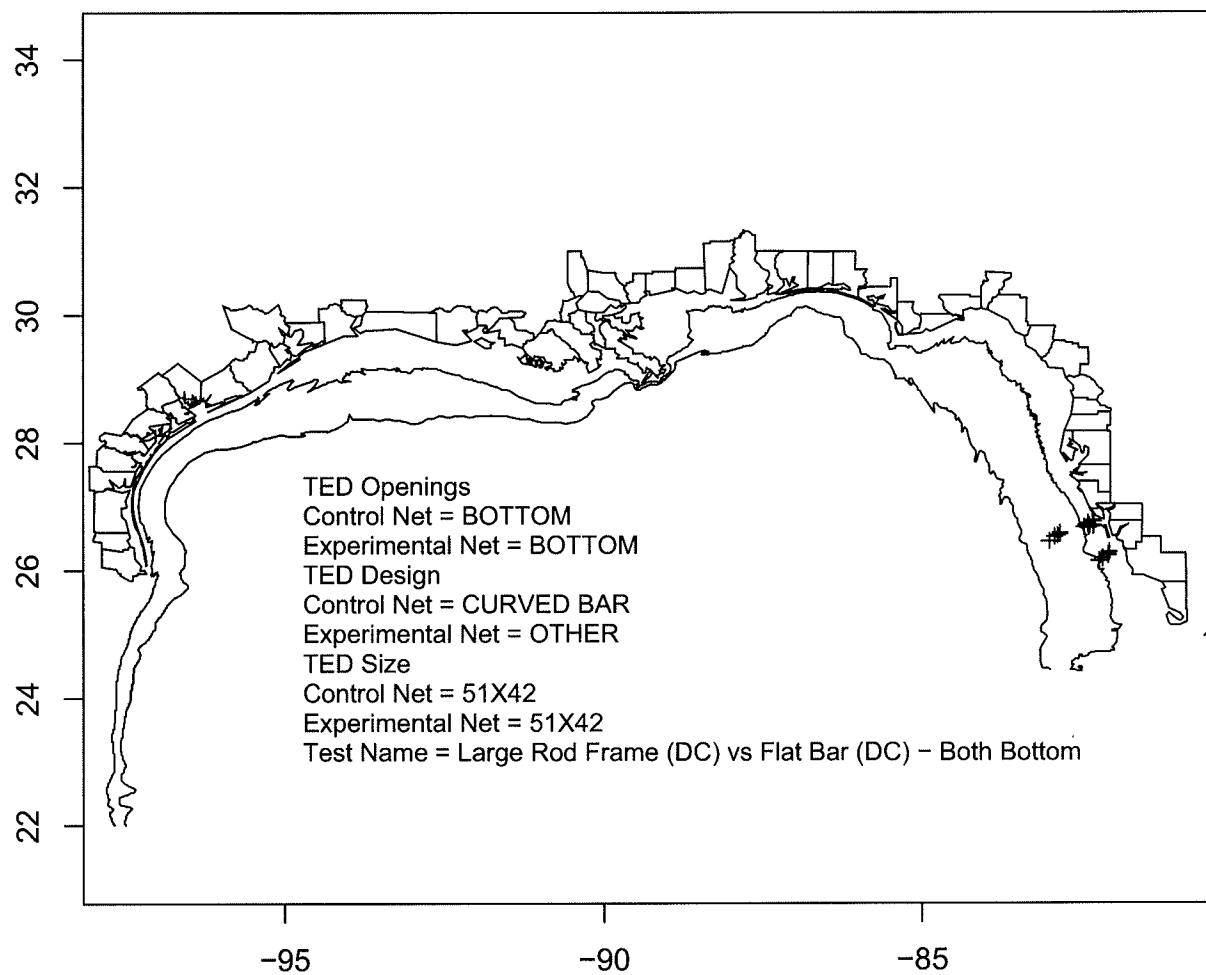 34
32
30
28
26
24
22
TED Openings
Control Net = BOTTOM
Experimental Net = BOTTOM
TED Design
Control Net = CURVED BAR
Experimental Net = OTHER
TED Size
Control Net = 51X42
Experimental Net = 51X42
Test Name = Large Rod Frame (DC) vs Flat Bar (DC) − Both Bottom
−95
−90
−85